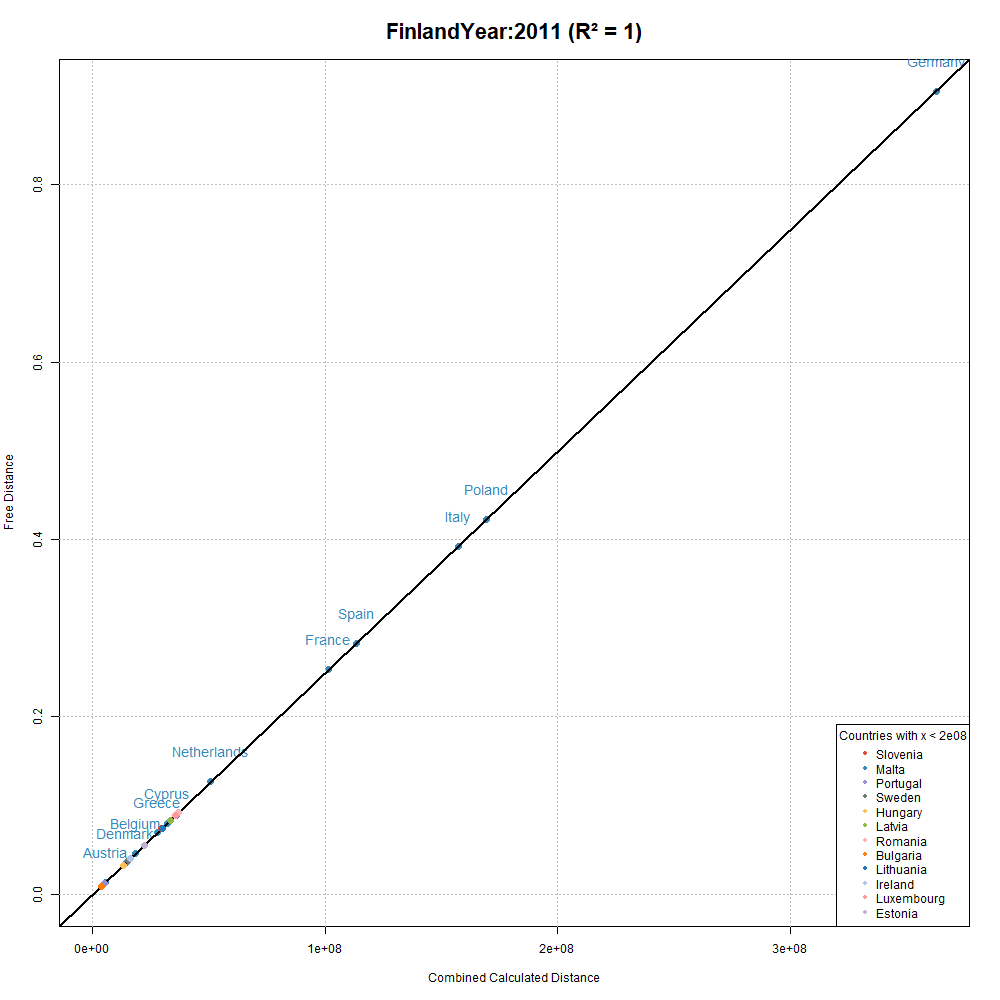 FinlandYear:2011 (R² = 1)
Germany
0.8
0.6
Free Distance
Poland
Italy
0.4
Spain
France
0.2
Netherlands
Cyprus
Greece
Belgium
Denmark
Austria
0.0
Countries with x < 2e08
Slovenia
Malta
Portugal
Sweden
Hungary
Latvia
Romania
Bulgaria
Lithuania
Ireland
Luxembourg
Estonia
0e+00 1e+08 2e+08 3e+08
Combined Calculated Distance